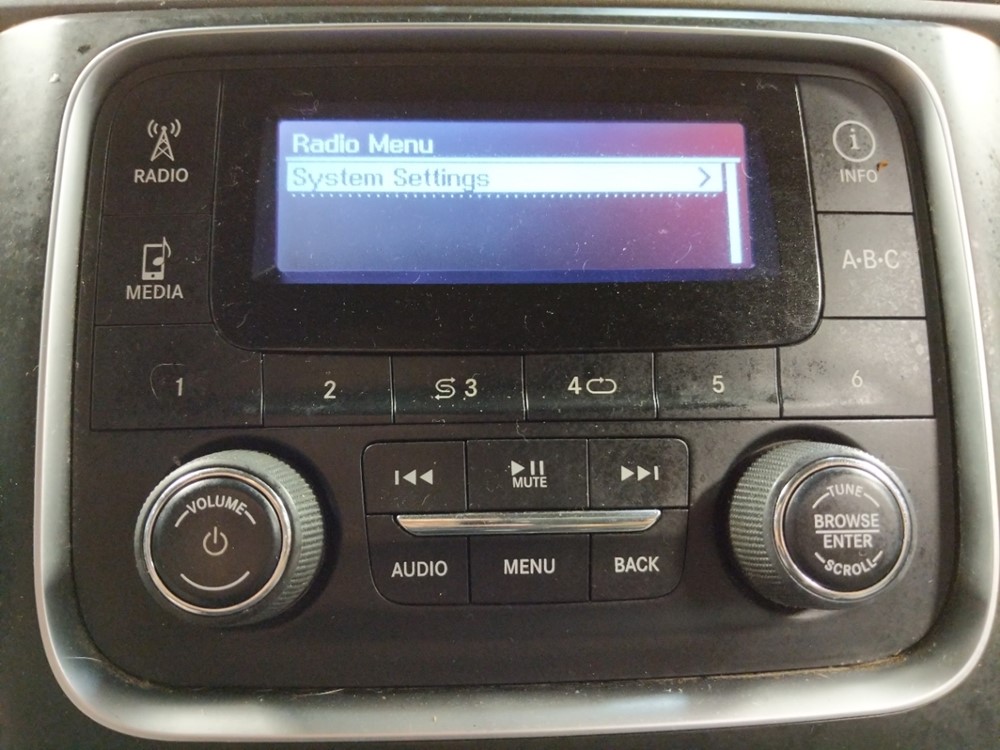 Radio Menu
System Settings
RADIO
INFO
MEDIA
A·B·C
1
2
3
4
5
6
MUTE
VOLUME
TUNE
BROWSE
ENTER
SCROLL
AUDIO
MENU
BACK